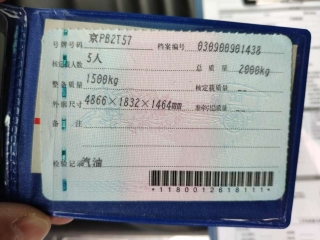 号牌号码 京PBZT57 档案编号 030900901438
核定载人数 5人 总 质 量 2000kg
整备质量 1500kg 核定载质量 --
外廓尺寸 4866×1832×1464mm 准牵引总质量 --
备 注
检验记录 汽油
*1180012616111*